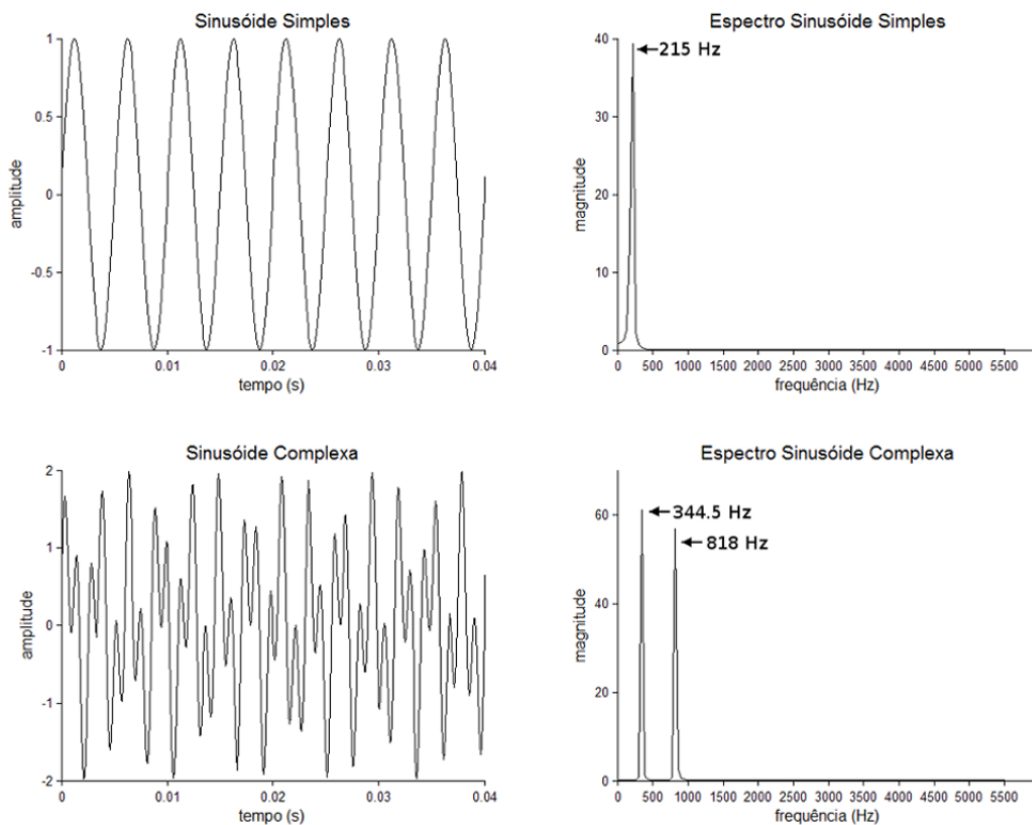 Sinusóide Simples
1
0.5
0
-0.5
-1
amplitude
0 0.01 0.02 0.03 0.04
tempo (s)
Espectro Sinusóide Simples
40
30
20
10
0
magnitude
215 Hz
0 500 1000 1500 2000 2500 3000 3500 4000 4500 5000 5500
frequência (Hz)
Sinusóide Complexa
2
1
0
-1
-2
amplitude
0 0.01 0.02 0.03 0.04
tempo (s)
Espectro Sinusóide Complexa
60
40
20
0
magnitude
344.5 Hz
818 Hz
0 500 1000 1500 2000 2500 3000 3500 4000 4500 5000 5500
frequência (Hz)